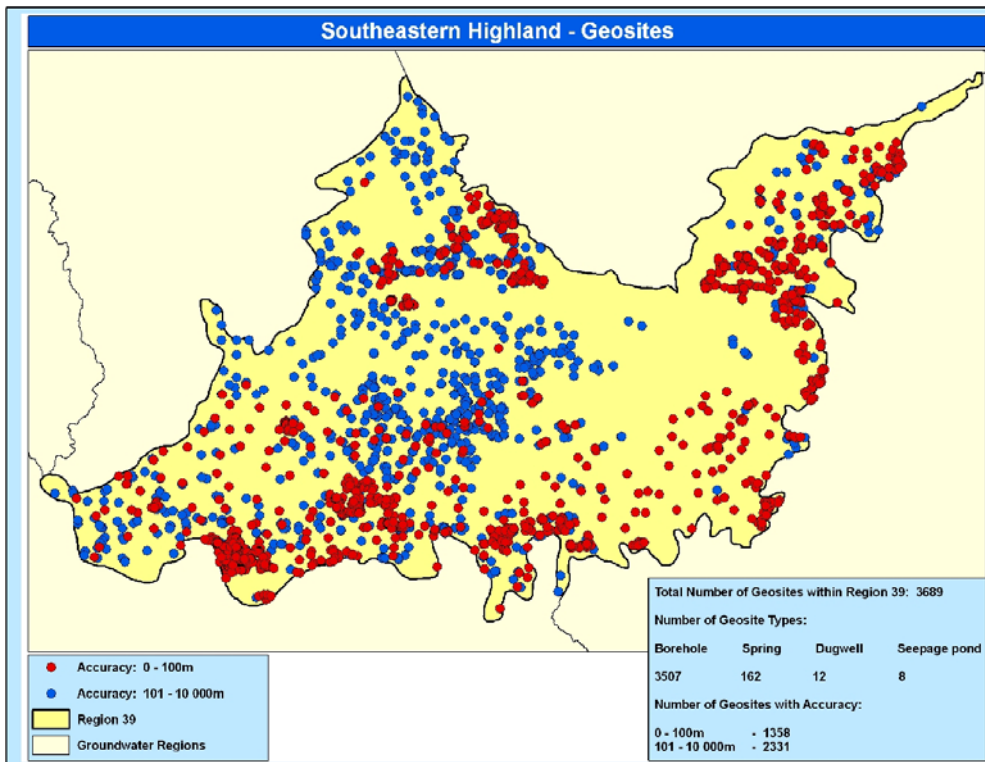 Southeastern Highland - Geosites
Accuracy: 0 - 100m
Accuracy: 101 - 10 000m
Region 39
Groundwater Regions
Total Number of Geosites within Region 39: 3689
Number of Geosite Types:
Borehole Spring Dugwell Seepage pond
3507 162 12 8
Number of Geosites with Accuracy:
0 - 100m - 1358
101 - 10 000m - 2331